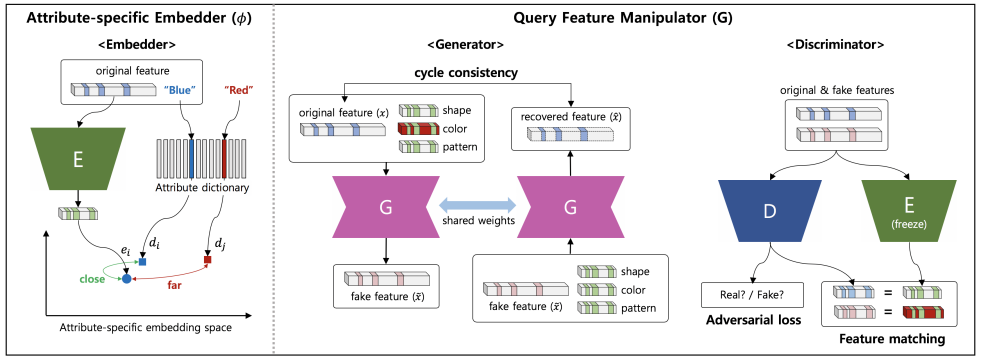 Attribute-specific Embedder (ϕ)
<Embedder>
original feature
"Blue"
"Red"
E
Attribute dictionary
e_i
d_i
d_j
close
far
Attribute-specific embedding space
Query Feature Manipulator (G)
<Generator>
cycle consistency
original feature (x)
shape
color
pattern
recovered feature (x̂)
G
shared weights
G
fake feature (x̃)
fake feature (x̃)
shape
color
pattern
<Discriminator>
original & fake features
D
E
(freeze)
Real? / Fake?
Adversarial loss
=
=
Feature matching